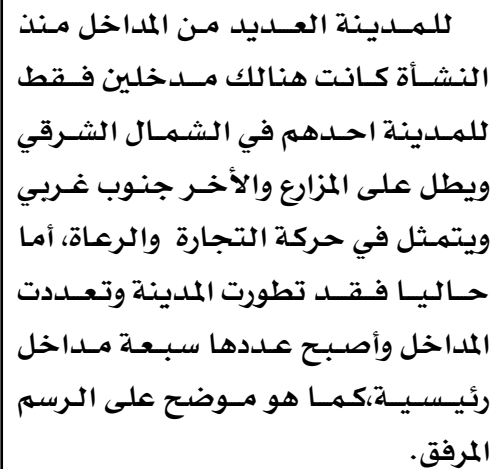 للمدينة العديد من المداخل منذ
النشأة كانت هنالك مدخلين فقط
للمدينة احدهم في الشمال الشرقي
ويطل على المزارع والأخر جنوب غربي
ويتمثل في حركة التجارة والرعاة، أما
حاليا فقد تطورت المدينة وتعددت
المداخل وأصبح عددها سبعة مداخل
رئيسية،كما هو موضح على الرسم
المرفق.